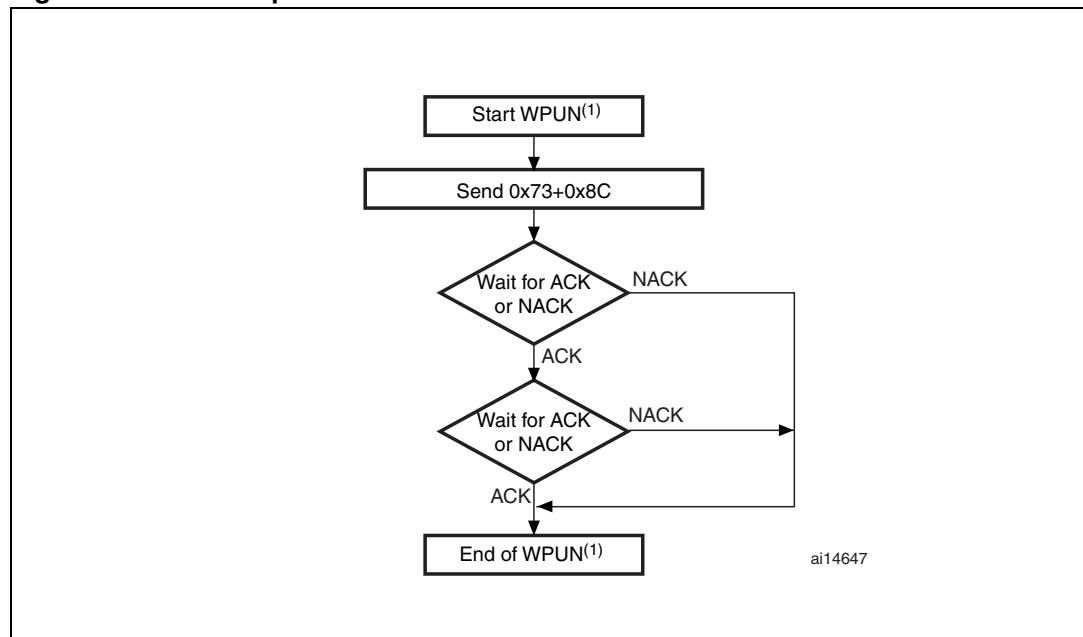 Start WPUN(1)
Send 0x73+0x8C
Wait for ACK
or NACK
NACK
ACK
Wait for ACK
or NACK
NACK
ACK
End of WPUN(1)
ai14647